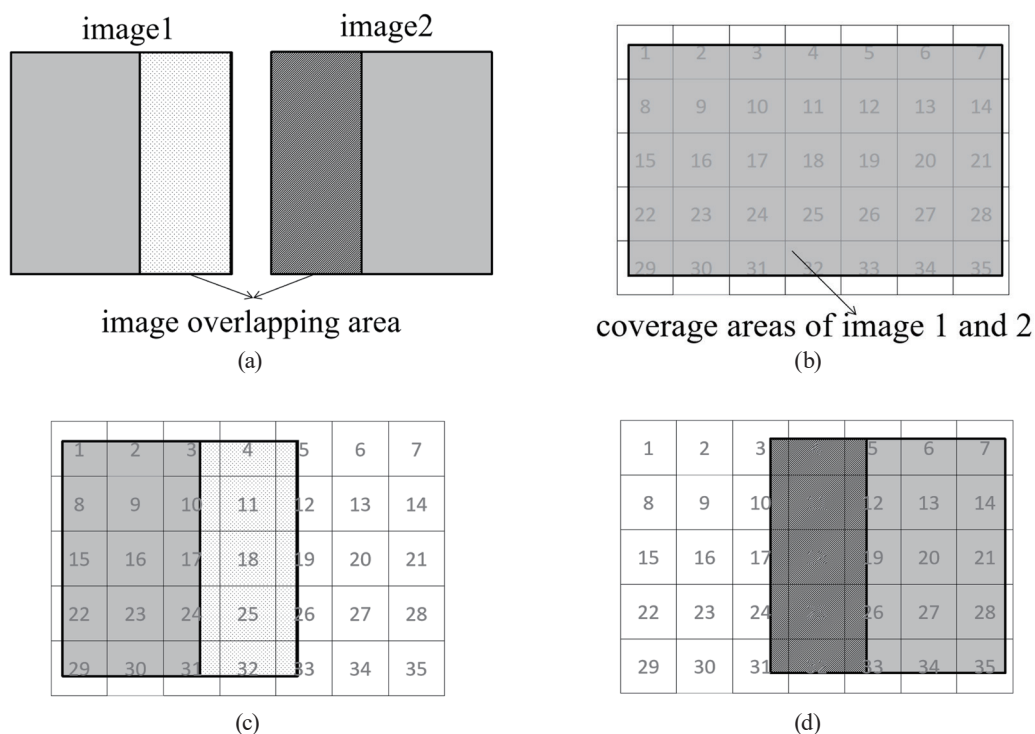 image1 image2
image overlapping area
(a)
1 2 3 4 5 6 7
8 9 10 11 12 13 14
15 16 17 18 19 20 21
22 23 24 25 26 27 28
29 30 31 32 33 34 35
coverage areas of image 1 and 2
(b)
1 2 3 4 5 6 7
8 9 10 11 12 13 14
15 16 17 18 19 20 21
22 23 24 25 26 27 28
29 30 31 32 33 34 35
(c)
1 2 3 5 6 7
8 9 10 12 13 14
15 16 17 19 20 21
22 23 24 26 27 28
29 30 31 32 33 34 35
(d)